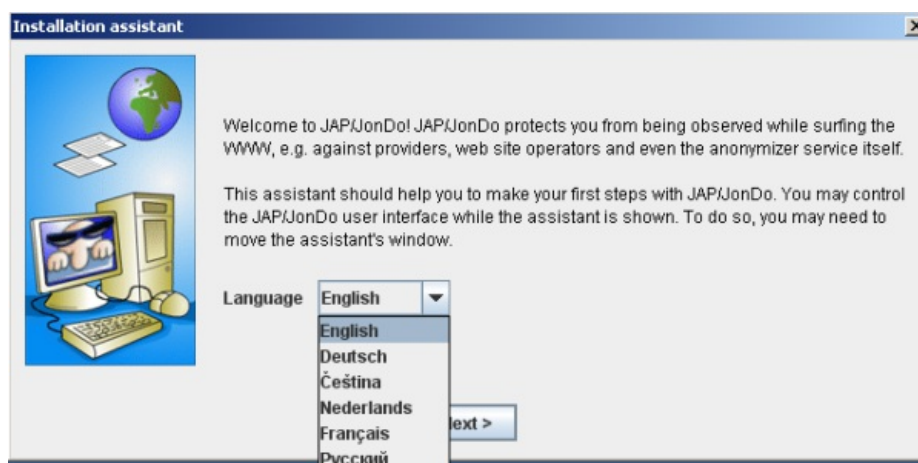 Installation assistant
Welcome to JAP/JonDo! JAP/JonDo protects you from being observed while surfing the
WWW, e.g. against providers, web site operators and even the anonymizer service itself.
This assistant should help you to make your first steps with JAP/JonDo. You may control
the JAP/JonDo user interface while the assistant is shown. To do so, you may need to
move the assistant's window.
Language English
English
Deutsch
Čeština
Nederlands
Français
ext >
Русский